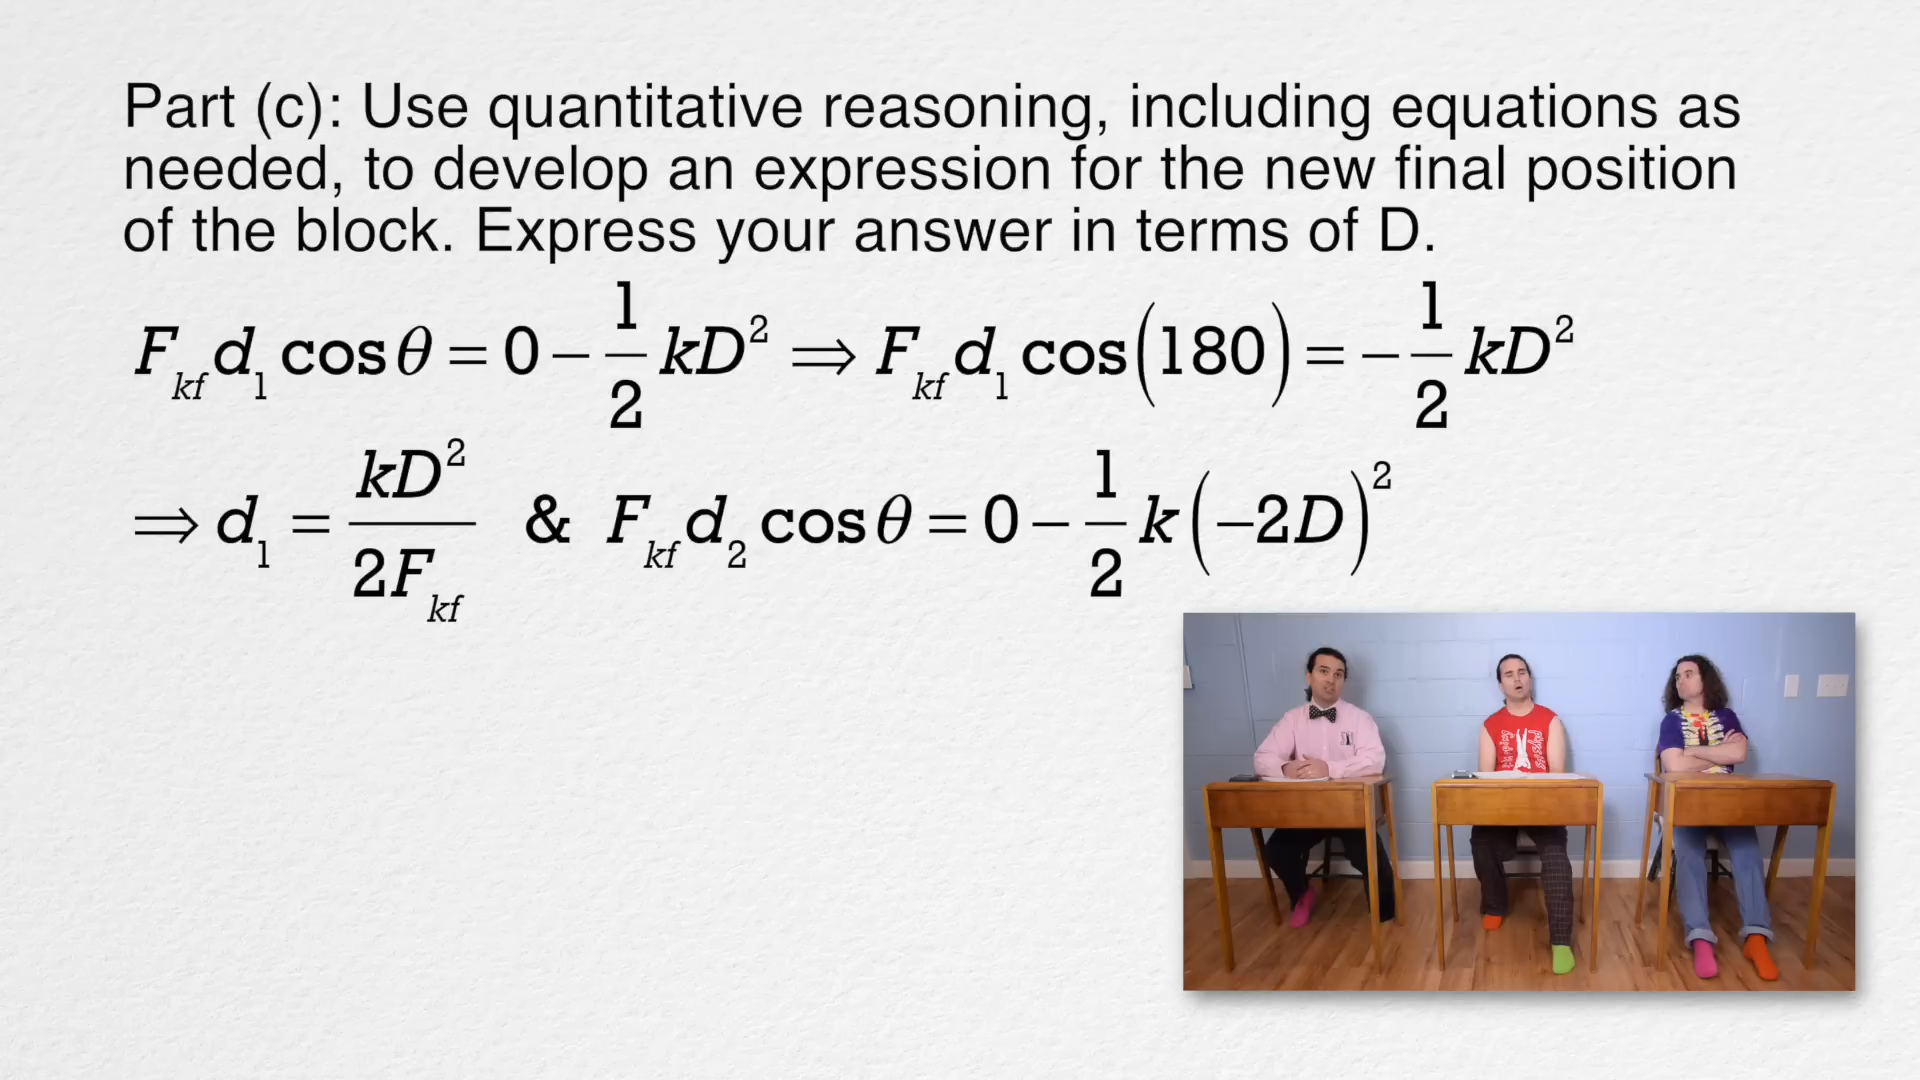 Part (c): Use quantitative reasoning, including equations as
needed, to develop an expression for the new final position
of the block. Express your answer in terms of D.
F_kf d_1 cos θ = 0 − 1/2 kD² ⇒ F_kf d_1 cos(180) = − 1/2 kD²
⇒ d_1 = kD²/2F_kf & F_kf d_2 cos θ = 0 − 1/2 k(−2D)²